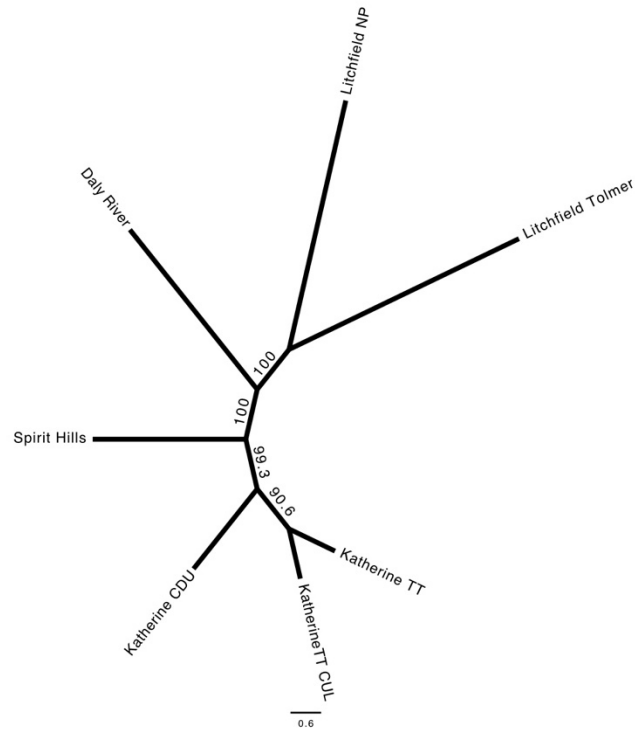 Litchfield NP
Litchfield Tolmer
Daly River
100
100
Spirit Hills
99.3
90.6
Katherine TT
KatherineTT CUL
Katherine CDU
0.6